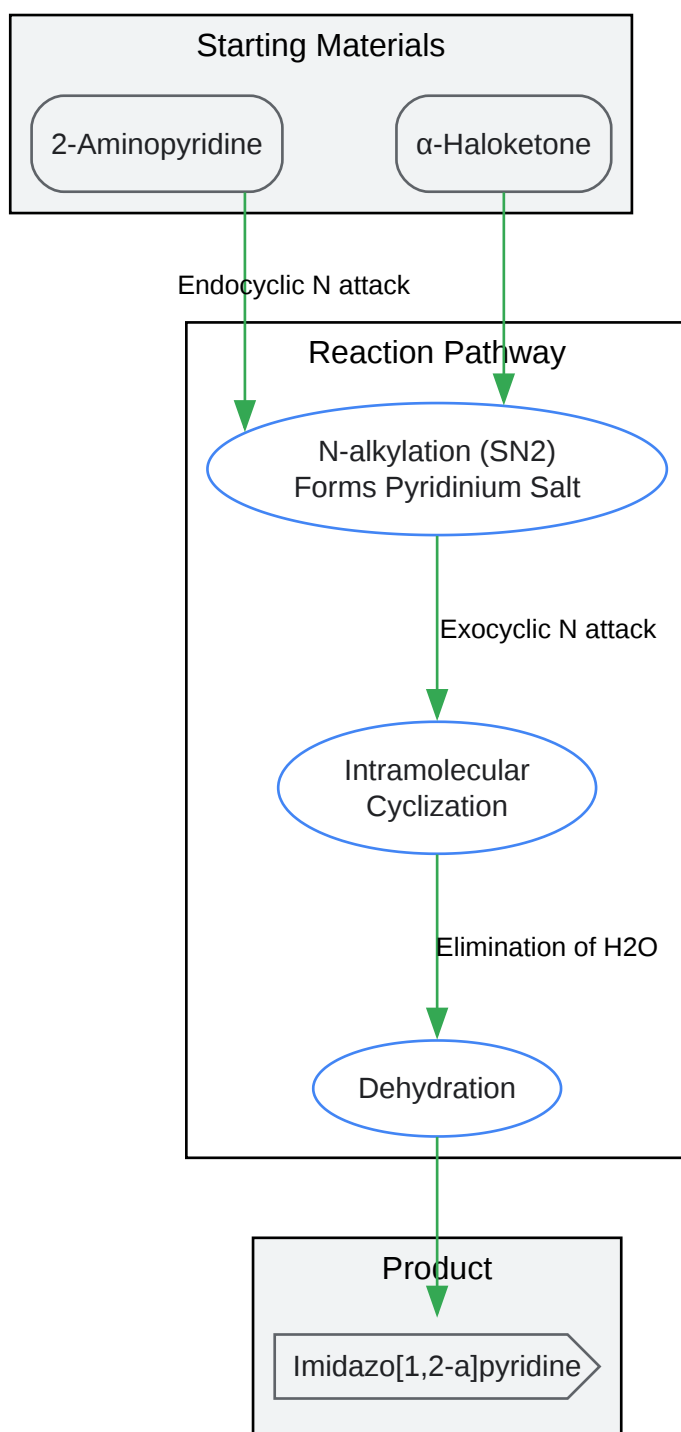 Starting Materials
2-Aminopyridine
α-Haloketone
Endocyclic N attack
Reaction Pathway
N-alkylation (SN2)
Forms Pyridinium Salt
Exocyclic N attack
Intramolecular
Cyclization
Elimination of H2O
Dehydration
Product
Imidazo[1,2-a]pyridine